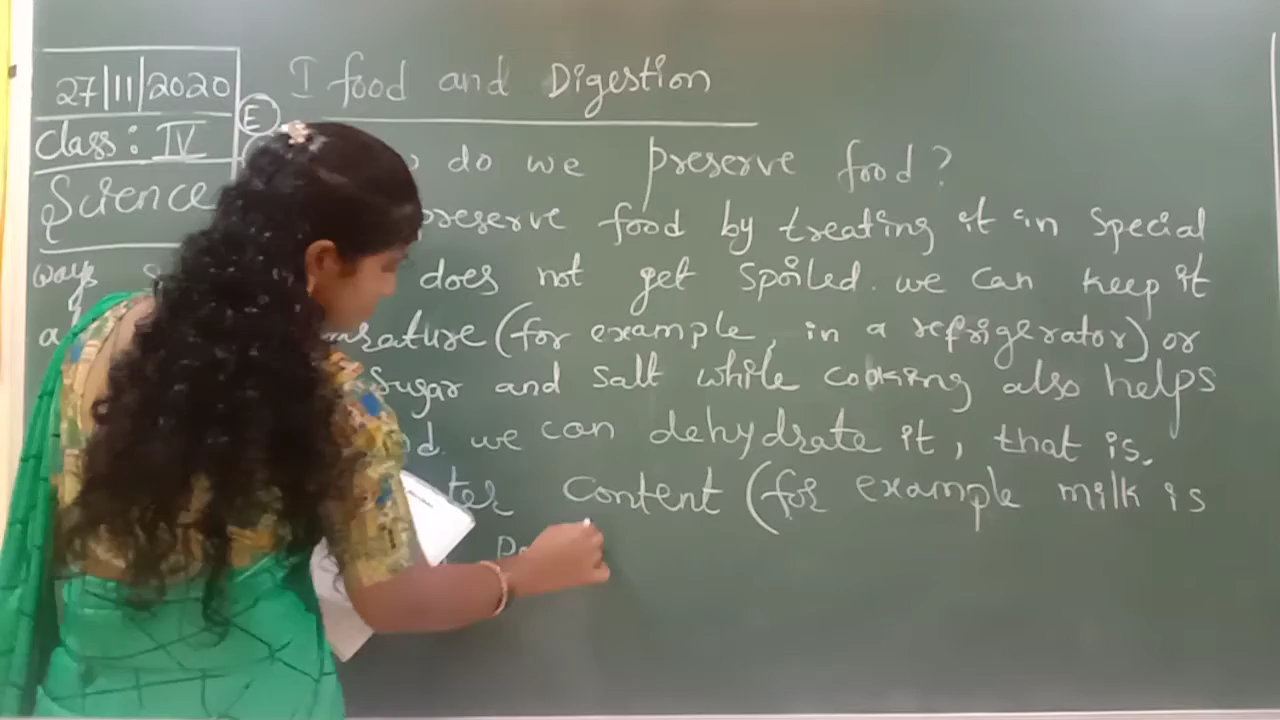 27/11/2020
Class: IV
Science
I food and Digestion
E
do we preserve food?
preserve food by treating it in Special
ways does not get spoiled. we can keep it
(for example, in a refrigerator) or
Sugar and salt while cooking also helps
we can dehydrate it, that is.
content (for example milk is